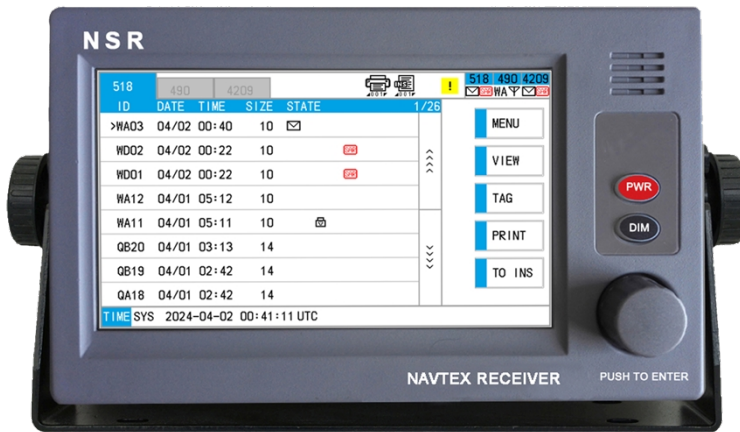 NSR
518 490 4209
! 518 490 4209
WA
ID DATE TIME SIZE STATE 1/26
>WA03 04/02 00:40 10
WD02 04/02 00:22 10
WD01 04/02 00:22 10
WA12 04/01 05:12 10
WA11 04/01 05:11 10
QB20 04/01 03:13 14
QB19 04/01 02:42 14
QA18 04/01 02:42 14
TIME SYS 2024-04-02 00:41:11 UTC
MENU
VIEW
TAG
PRINT
TO INS
PWR
DIM
NAVTEX RECEIVER
PUSH TO ENTER